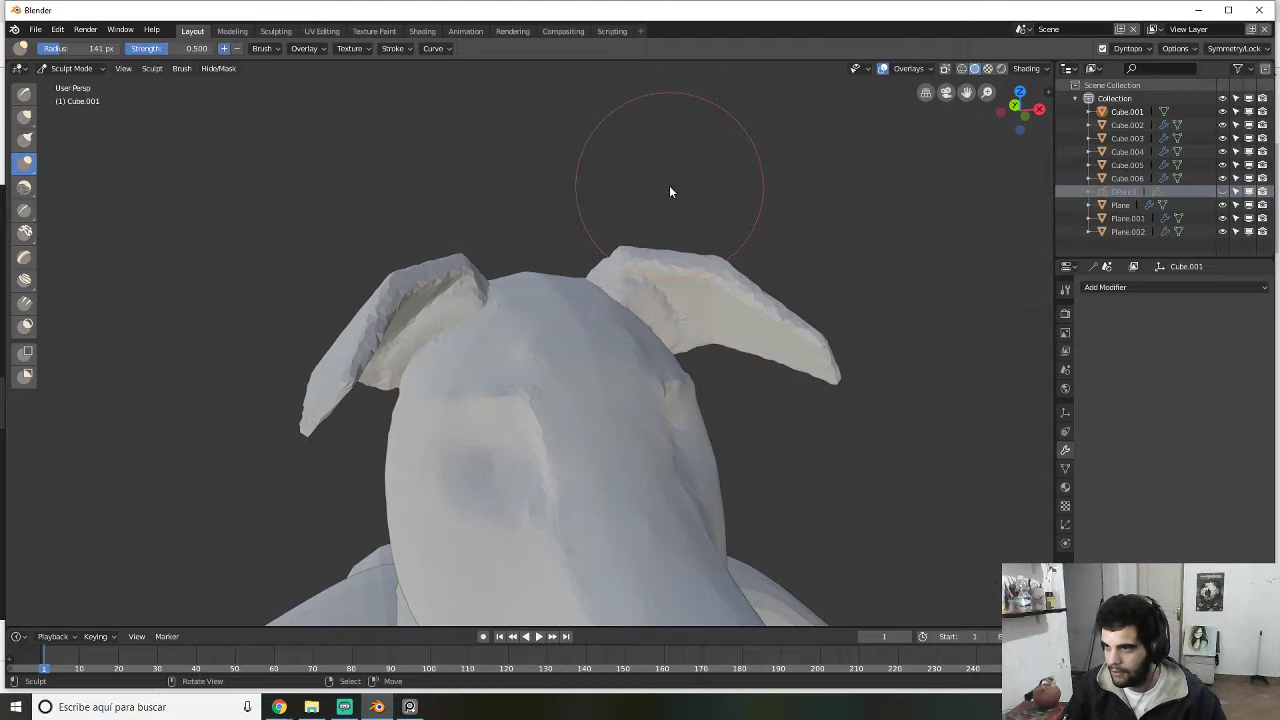 Blender
File Edit Render Window Help Layout Modeling Sculpting UV Editing Texture Paint Shading Animation Rendering Compositing Scripting + Scene View Layer
Radius: 141 px Strength: 0.500 Brush Overlay Texture Stroke Curve Dyntopo Options Symmetry/Lock
Sculpt Mode View Sculpt Brush Hide/Mask Overlays Shading
User Persp
(1) Cube.001
Z
Y
X
Scene Collection
Collection
Cube.001
Cube.002
Cube.003
Cube.004
Cube.005
Cube.006
GPencil
Plane
Plane.001
Plane.002
Cube.001
Add Modifier
Playback Keying View Marker 1 Start: 1
1 10 20 30 40 50 60 70 80 90 100 110 120 130 140 150 160 170 180 190 200 210 220 230 240
Sculpt Rotate View Select Move
Escribe aquí para buscar